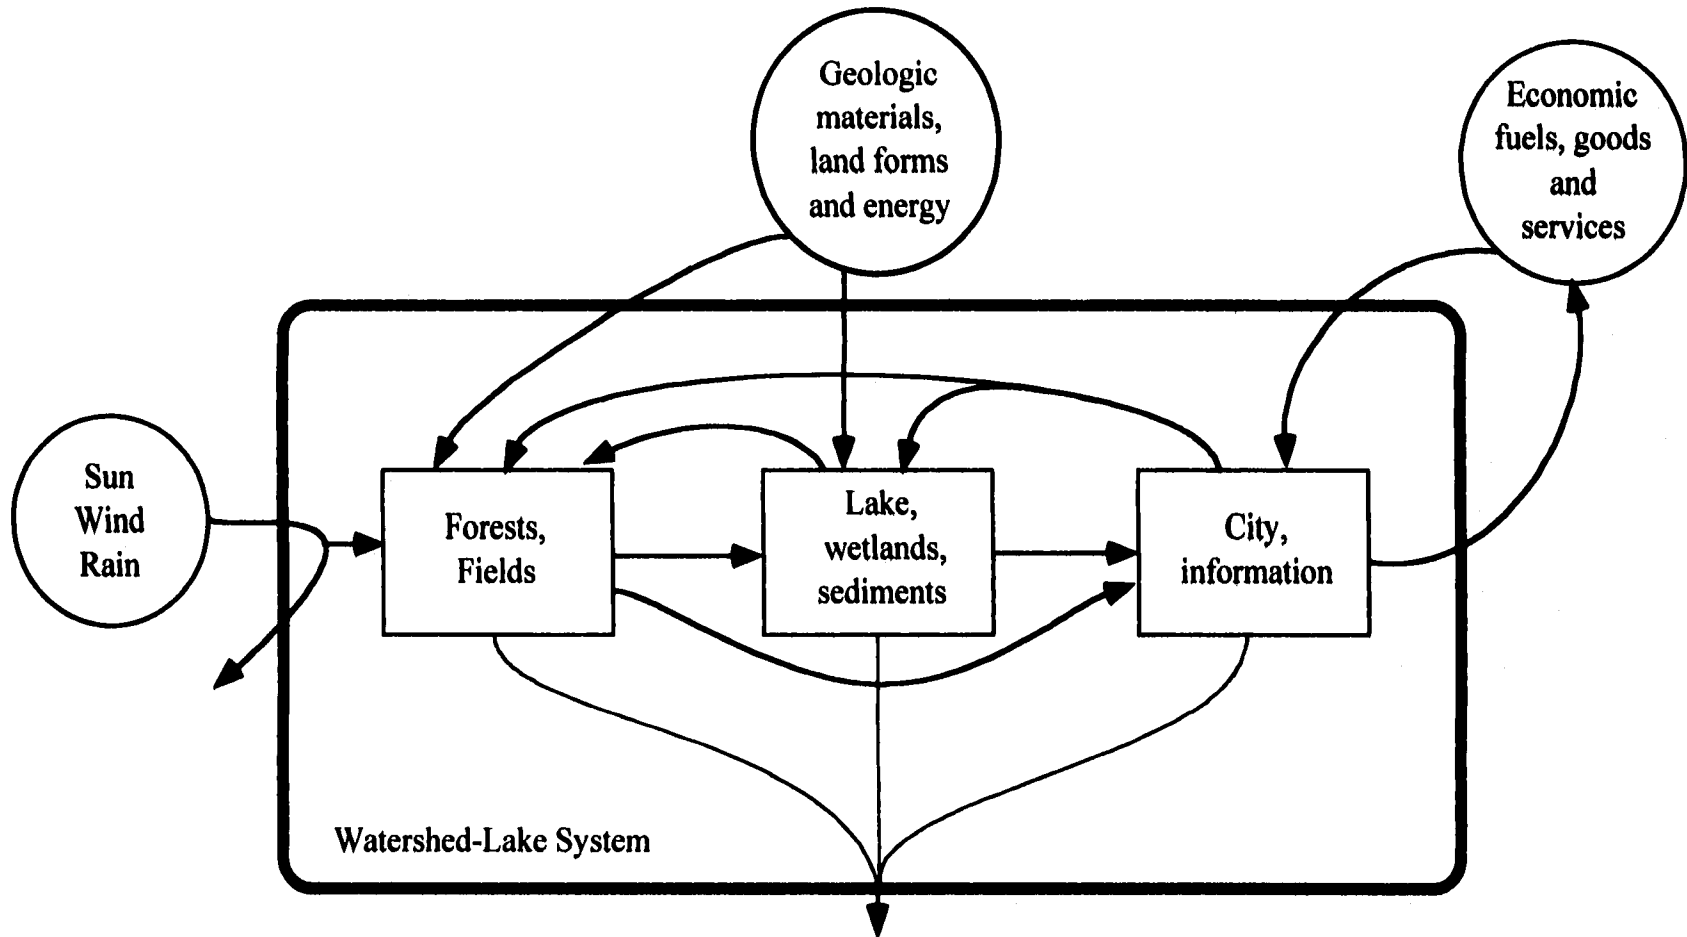 Geologic
materials,
land forms
and energy
Economic
fuels, goods
and
services
Sun
Wind
Rain
Forests,
Fields
Lake,
wetlands,
sediments
City,
information
Watershed-Lake System